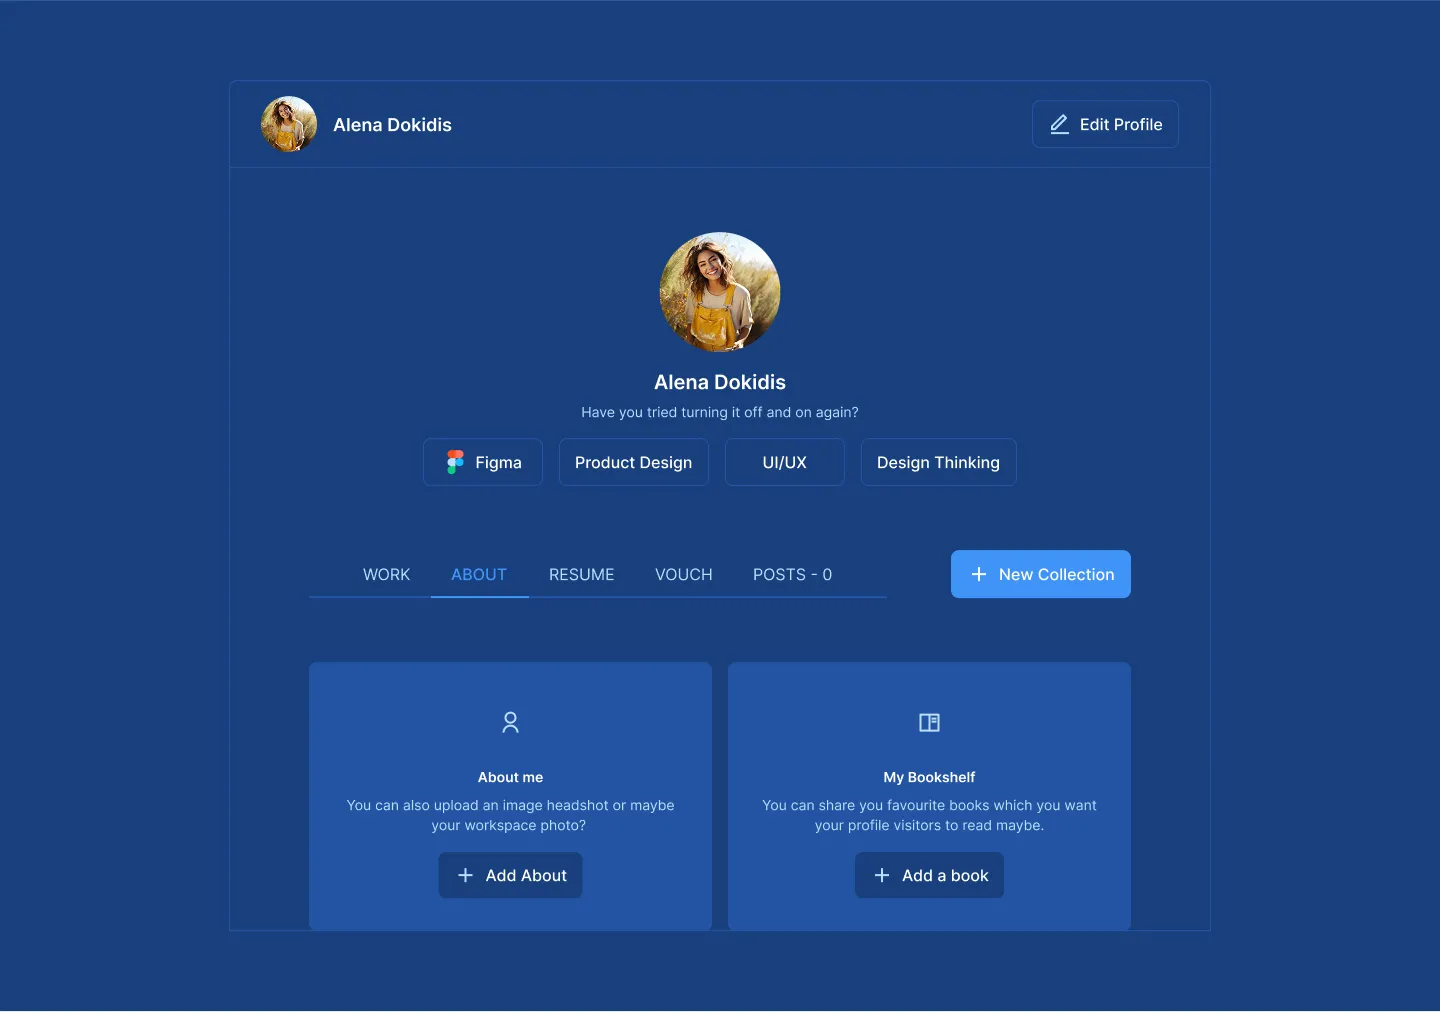 Alena Dokidis
Edit Profile
Alena Dokidis
Have you tried turning it off and on again?
Figma
Product Design
UI/UX
Design Thinking
WORK
ABOUT
RESUME
VOUCH
POSTS - 0
New Collection
About me
You can also upload an image headshot or maybe
your workspace photo?
Add About
My Bookshelf
You can share you favourite books which you want
your profile visitors to read maybe.
Add a book